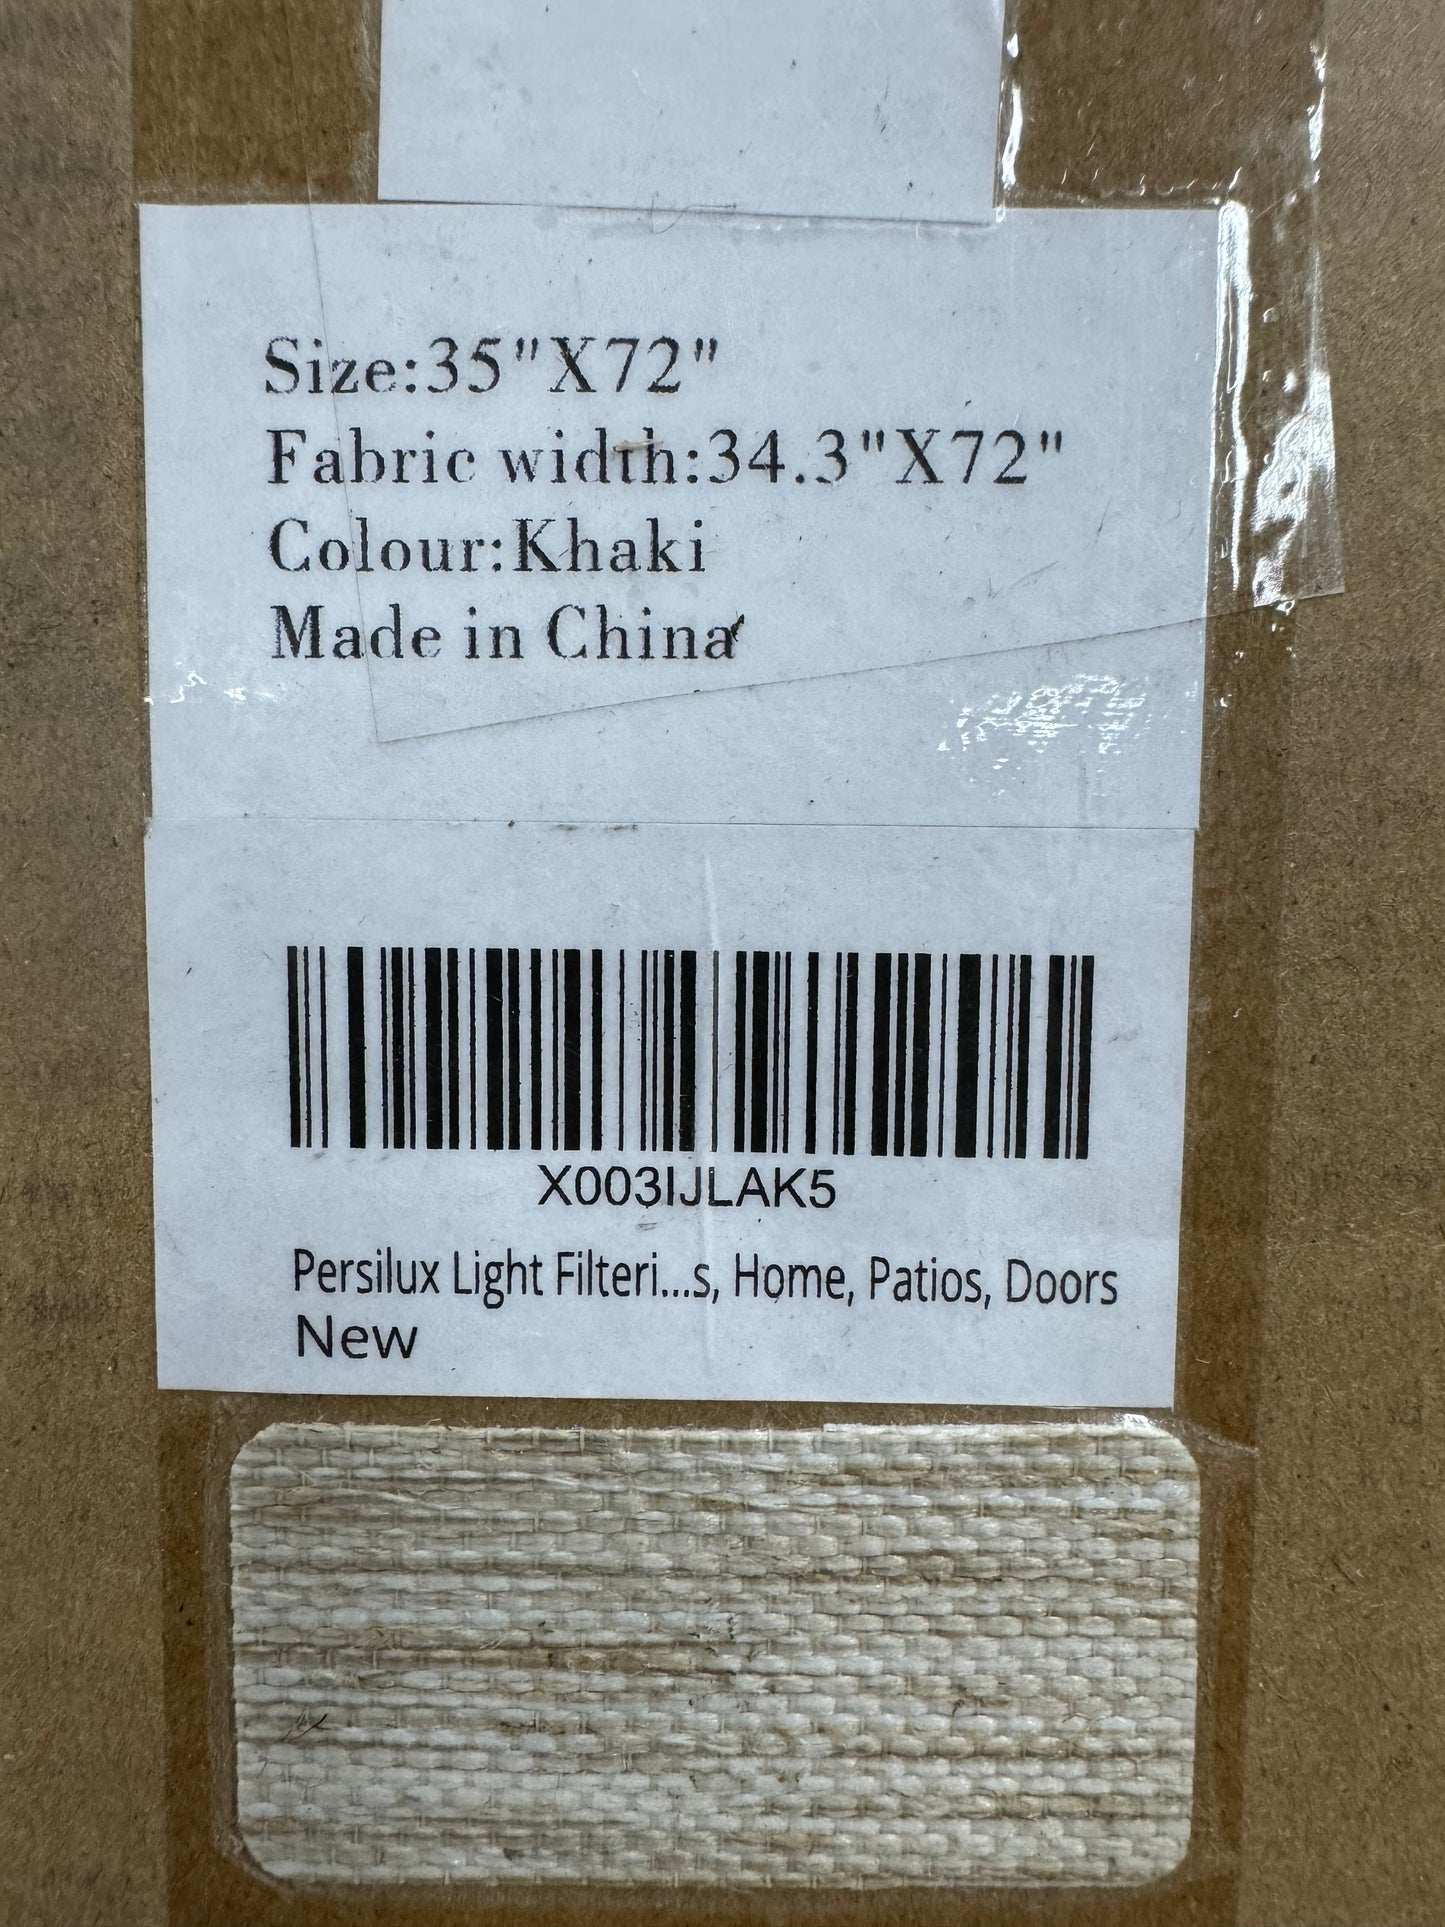 Size:35"X72"
Fabric width:34.3"X72"
Colour:Khaki
Made in China
X003IJLAK5
Persilux Light Filteri...s, Home, Patios, Doors
New